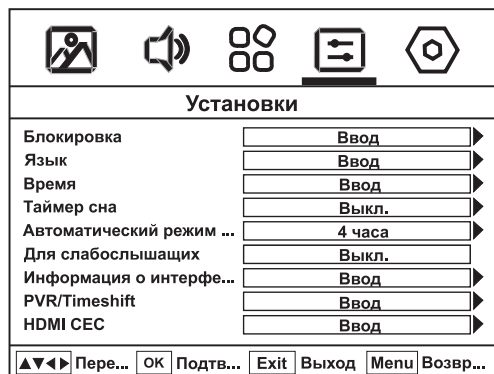 Установки
Блокировка Ввод
Язык Ввод
Время Ввод
Таймер сна Выкл.
Автоматический режим ... 4 часа
Для слабослышащих Выкл.
Информация о интерфе... Ввод
PVR/Timeshift Ввод
HDMI CEC Ввод
▲▼◀▶ Пере... OK Подтв... Exit Выход Menu Возвр...